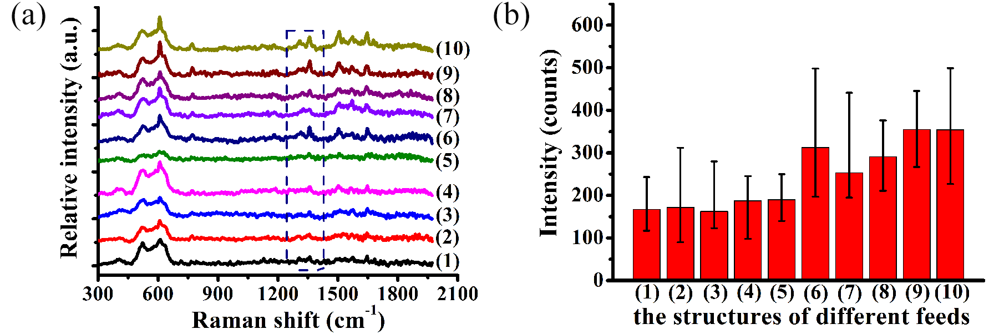 (a)
Relative intensity (a.u.)
(10)
(9)
(8)
(7)
(6)
(5)
(4)
(3)
(2)
(1)
300 600 900 1200 1500 1800 2100
Raman shift (cm⁻¹)
(b)
Intensity (counts)
600
500
400
300
200
100
0
(1) (2) (3) (4) (5) (6) (7) (8) (9) (10)
the structures of different feeds